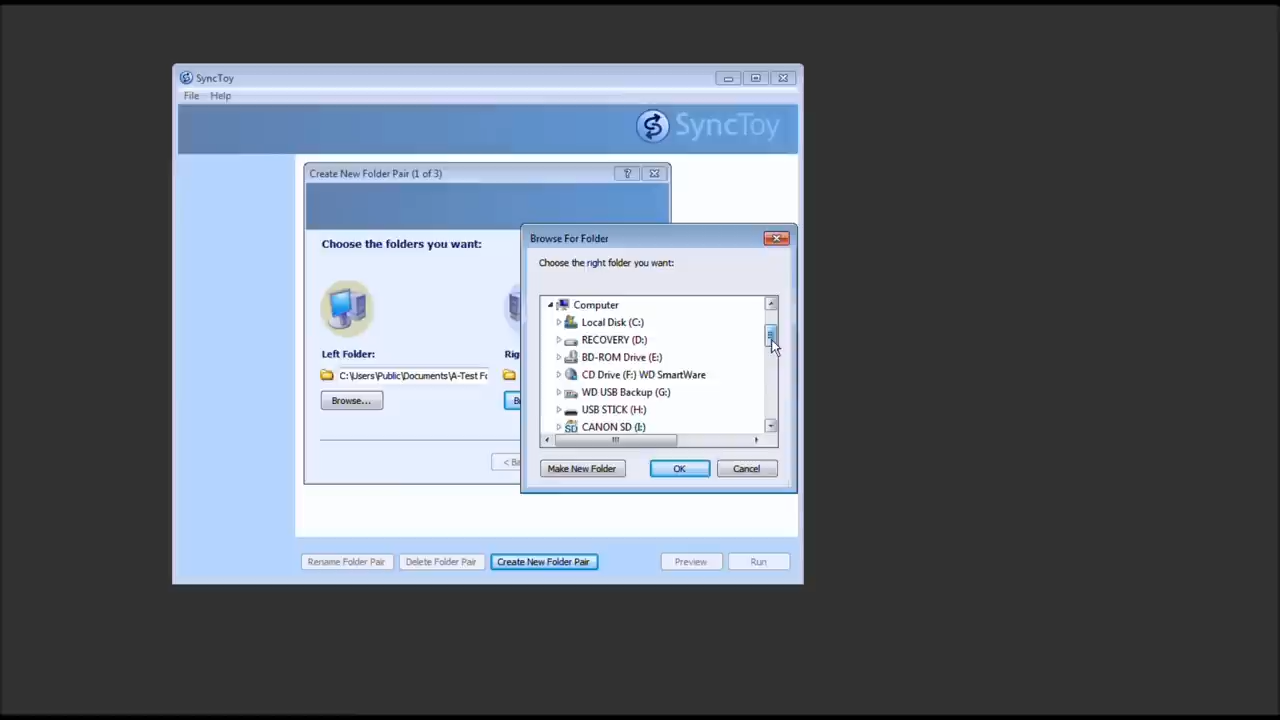 SyncToy
File Help
SyncToy
Create New Folder Pair (1 of 3)
Choose the folders you want:
Left Folder:
C:\Users\Public\Documents\A-Test Fo
Browse...
Browse For Folder
Choose the right folder you want:
Computer
Local Disk (C:)
RECOVERY (D:)
BD-ROM Drive (E:)
CD Drive (F:) WD SmartWare
WD USB Backup (G:)
USB STICK (H:)
CANON SD (I:)
Make New Folder OK Cancel
Rename Folder Pair Delete Folder Pair Create New Folder Pair Preview Run